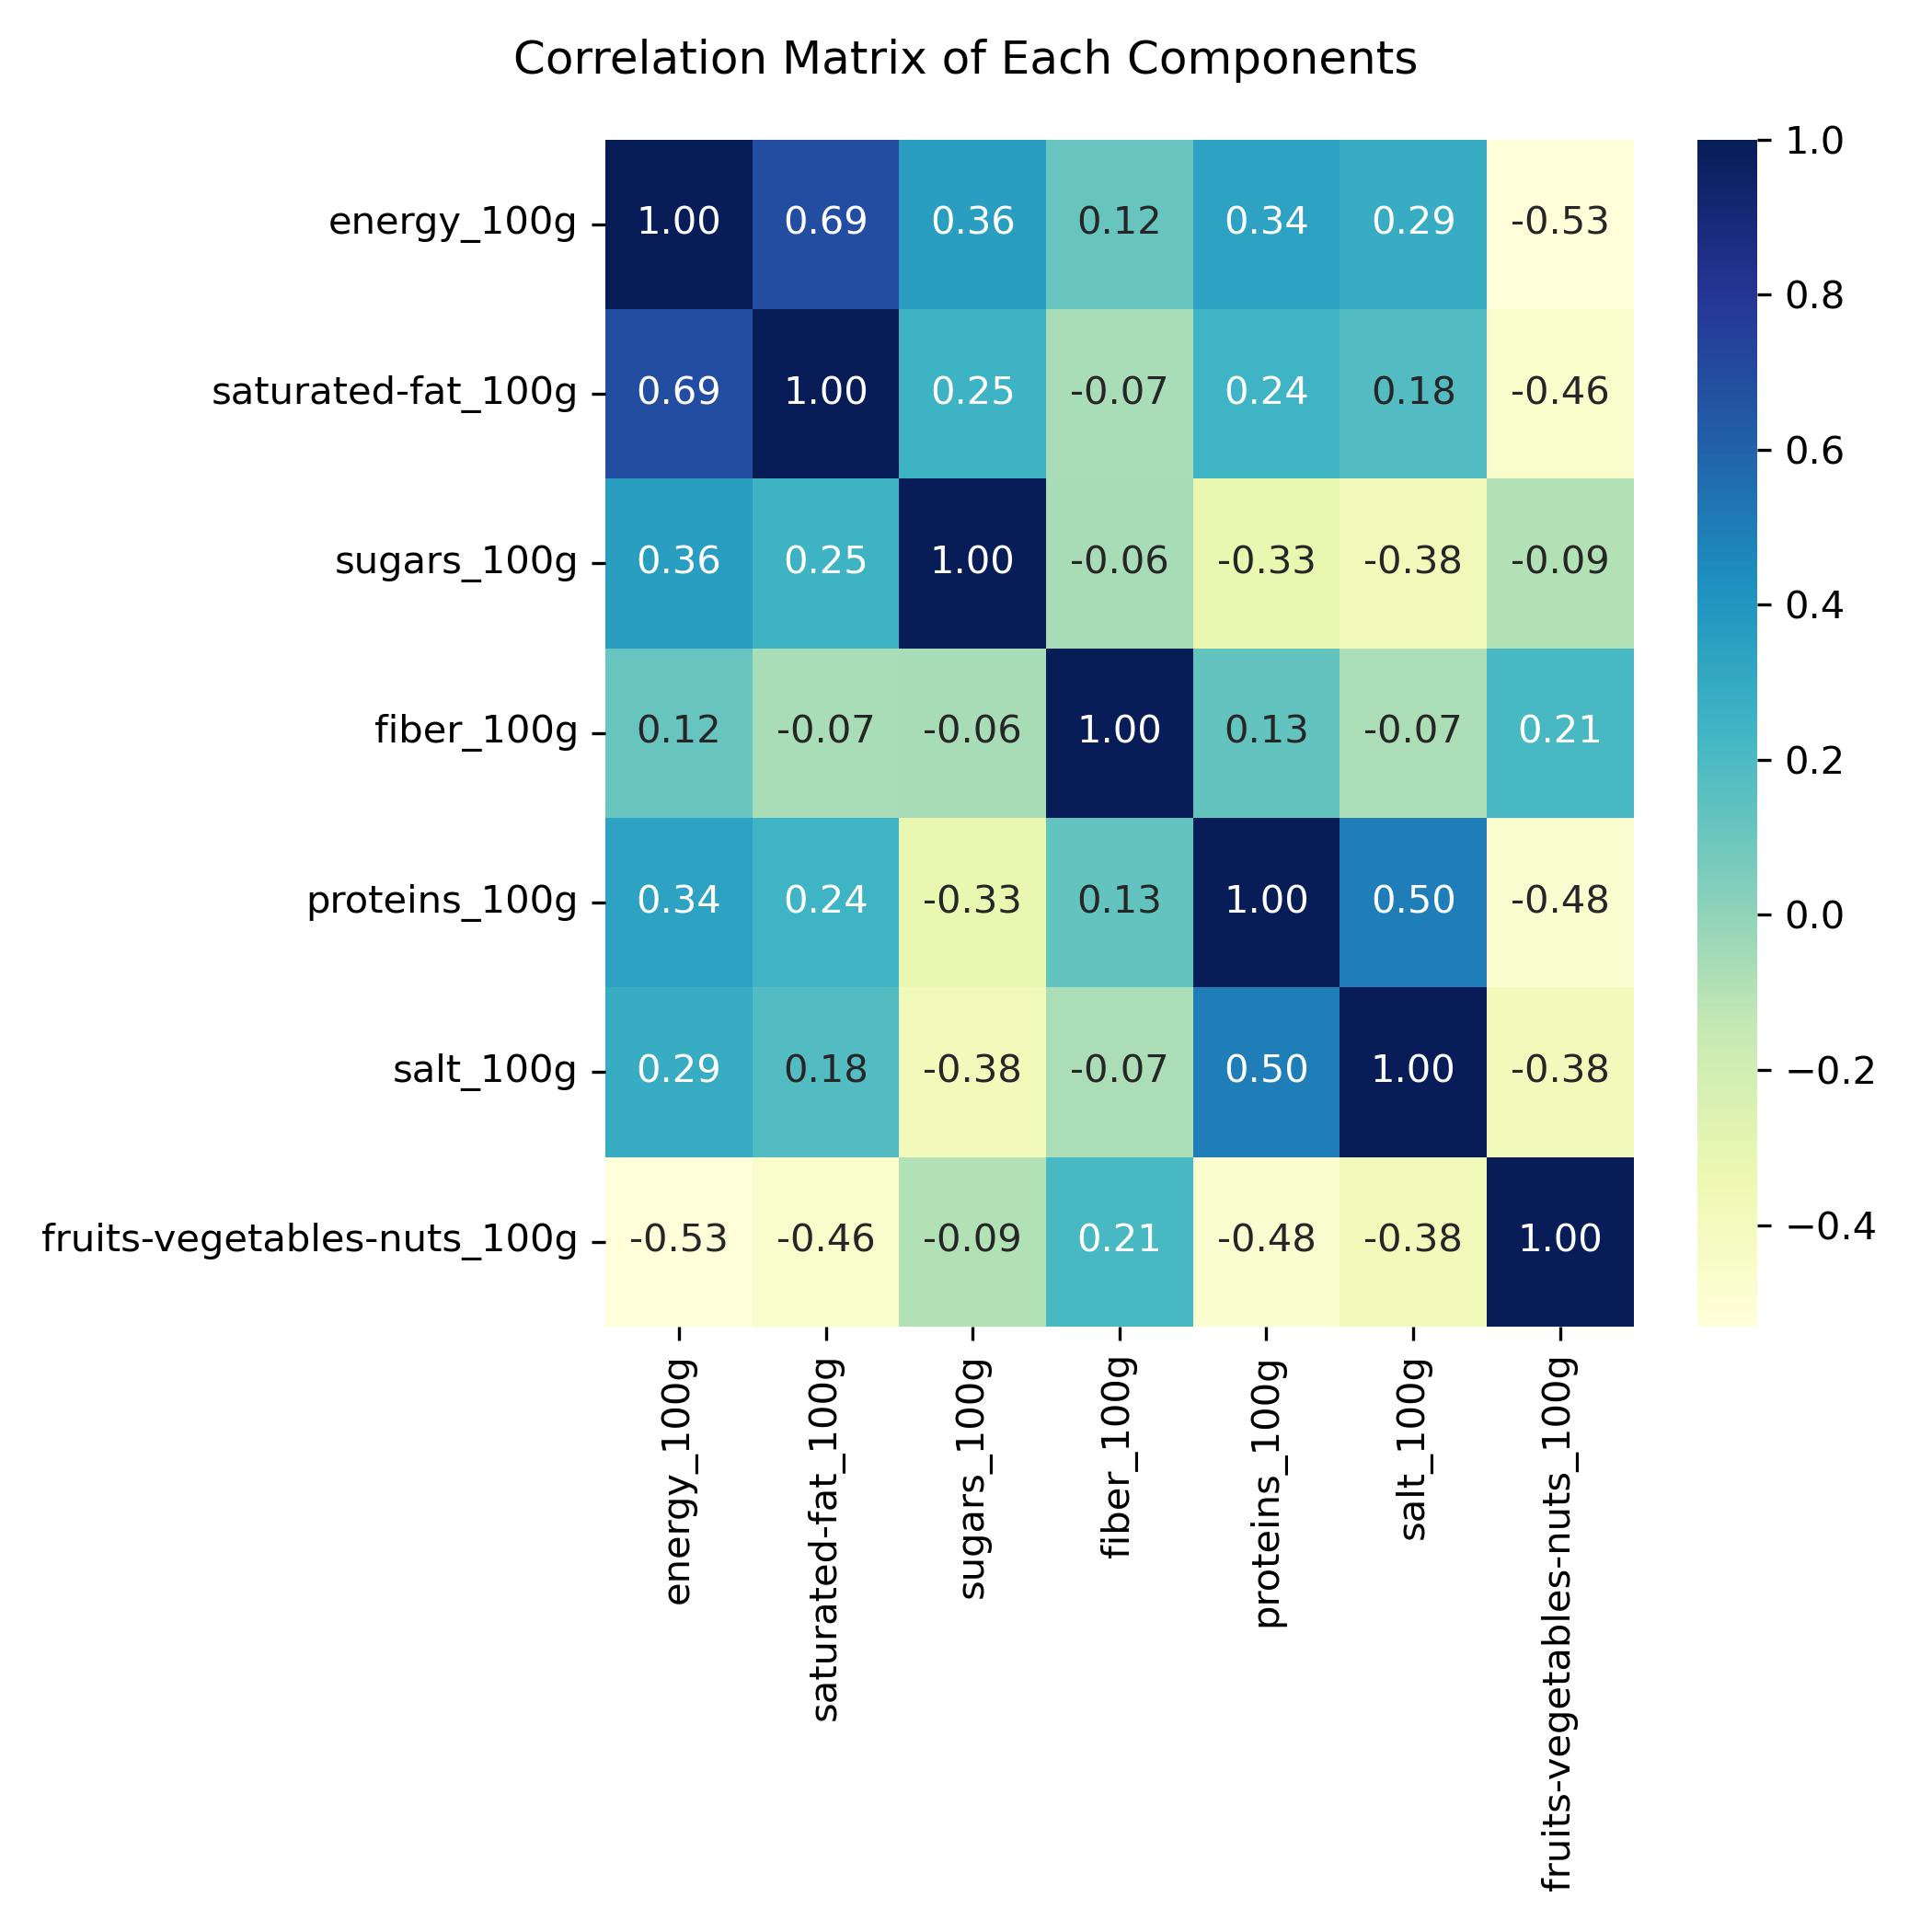 Correlation Matrix of Each Components
energy_100g 1.00 0.69 0.36 0.12 0.34 0.29 -0.53
saturated-fat_100g 0.69 1.00 0.25 -0.07 0.24 0.18 -0.46
sugars_100g 0.36 0.25 1.00 -0.06 -0.33 -0.38 -0.09
fiber_100g 0.12 -0.07 -0.06 1.00 0.13 -0.07 0.21
proteins_100g 0.34 0.24 -0.33 0.13 1.00 0.50 -0.48
salt_100g 0.29 0.18 -0.38 -0.07 0.50 1.00 -0.38
fruits-vegetables-nuts_100g -0.53 -0.46 -0.09 0.21 -0.48 -0.38 1.00
energy_100g
saturated-fat_100g
sugars_100g
fiber_100g
proteins_100g
salt_100g
fruits-vegetables-nuts_100g
1.0
0.8
0.6
0.4
0.2
0.0
−0.2
−0.4